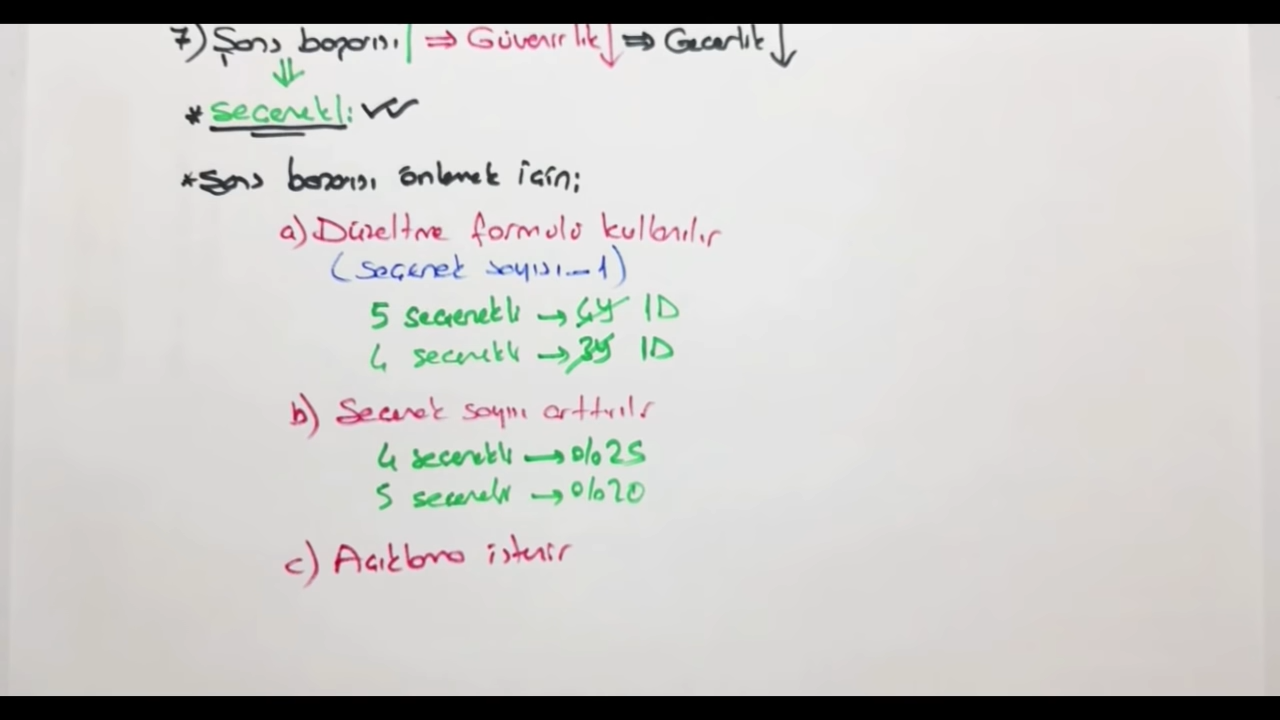 7) Şans başarısı | ⇒ Güvenirlik ↓ ⇒ Geçerlik ↓
⇓
* Seçenekli: ✓✓
* Şans başarısı önlemek için;
a) Düzeltme formülü kullanılır
(Seçenek sayısı - 1)
5 seçenekli → 4Y 1D
4 seçenekli → 3Y 1D
b) Seçenek sayısı arttırılır
4 seçenekli → %25
5 seçenekli → %20
c) Açıklama istenir